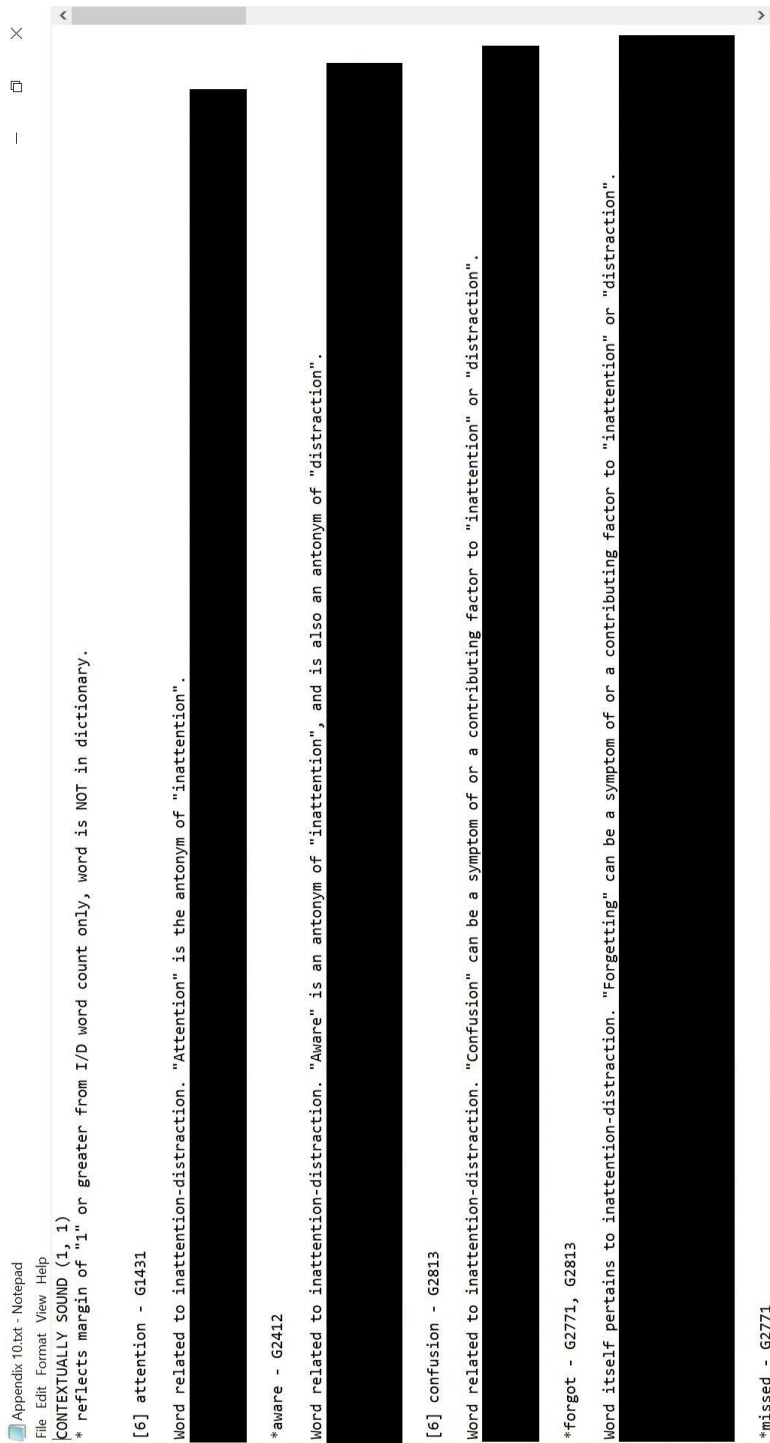 Appendix 10.txt - Notepad
File Edit Format View Help
CONTEXTUALLY SOUND (1, 1)
* reflects margin of "1" or greater from I/D word count only, word is NOT in dictionary.
[6] attention - G1431
Word related to inattention-distraction. "Attention" is the antonym of "inattention".
*aware - G2412
Word related to inattention-distraction. "Aware" is an antonym of "inattention", and is also an antonym of "distraction".
[6] confusion - G2813
Word related to inattention-distraction. "Confusion" can be a symptom of or a contributing factor to "inattention" or "distraction".
*forgot - G2771, G2813
Word itself pertains to inattention-distraction. "Forgetting" can be a symptom of or a contributing factor to "inattention" or "distraction".
*missed - G2771